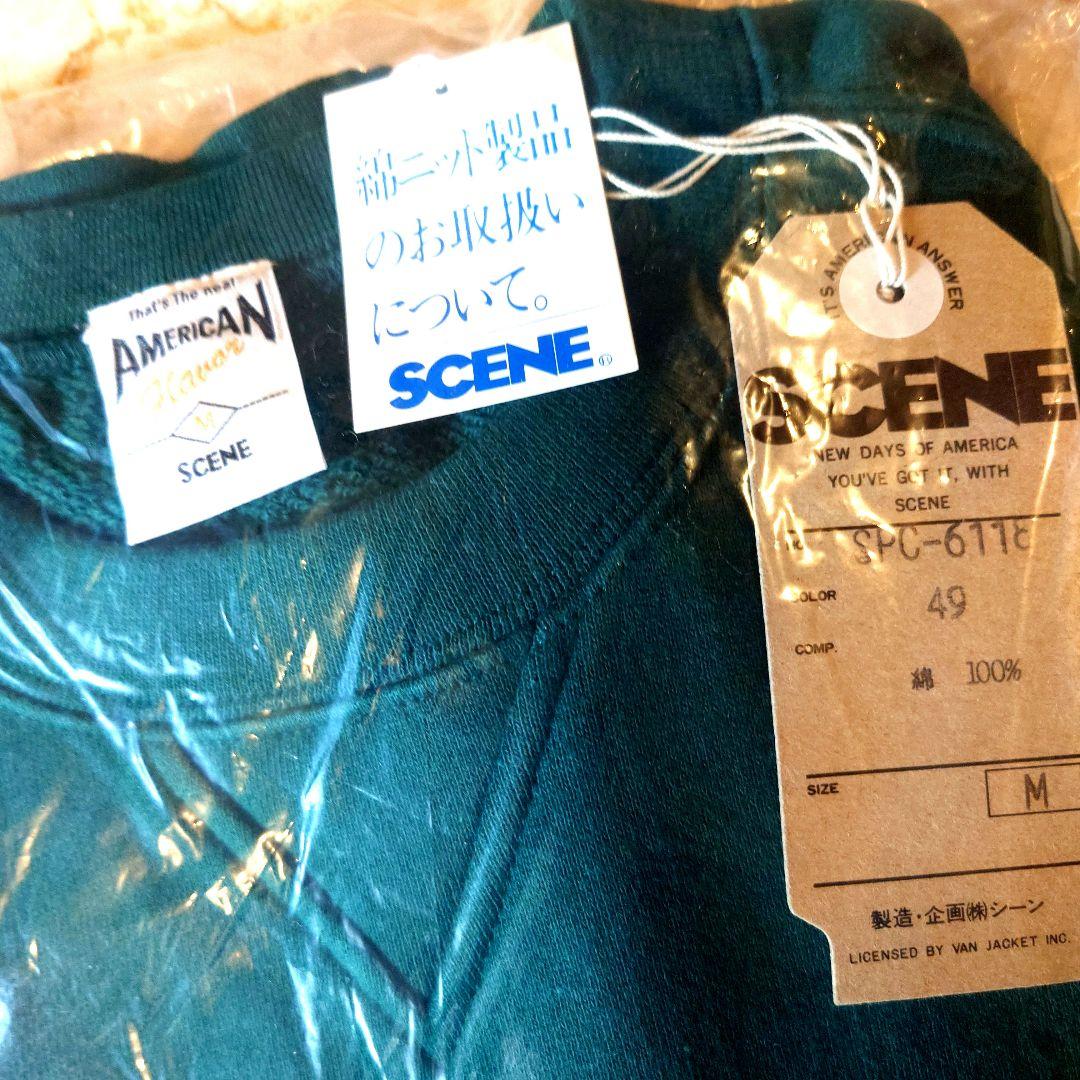 That's The neat
AMERICAN
Flavor
M
SCENE
綿ニット製品
のお取扱い
について。
SCENE®
IT'S AMERICAN ANSWER
SCENE
NEW DAYS OF AMERICA
YOU'VE GOT IT, WITH
SCENE
No. SPC-6118
COLOR 49
COMP.
綿 100%
SIZE M
製造・企画㈱シーン
LICENSED BY VAN JACKET INC.